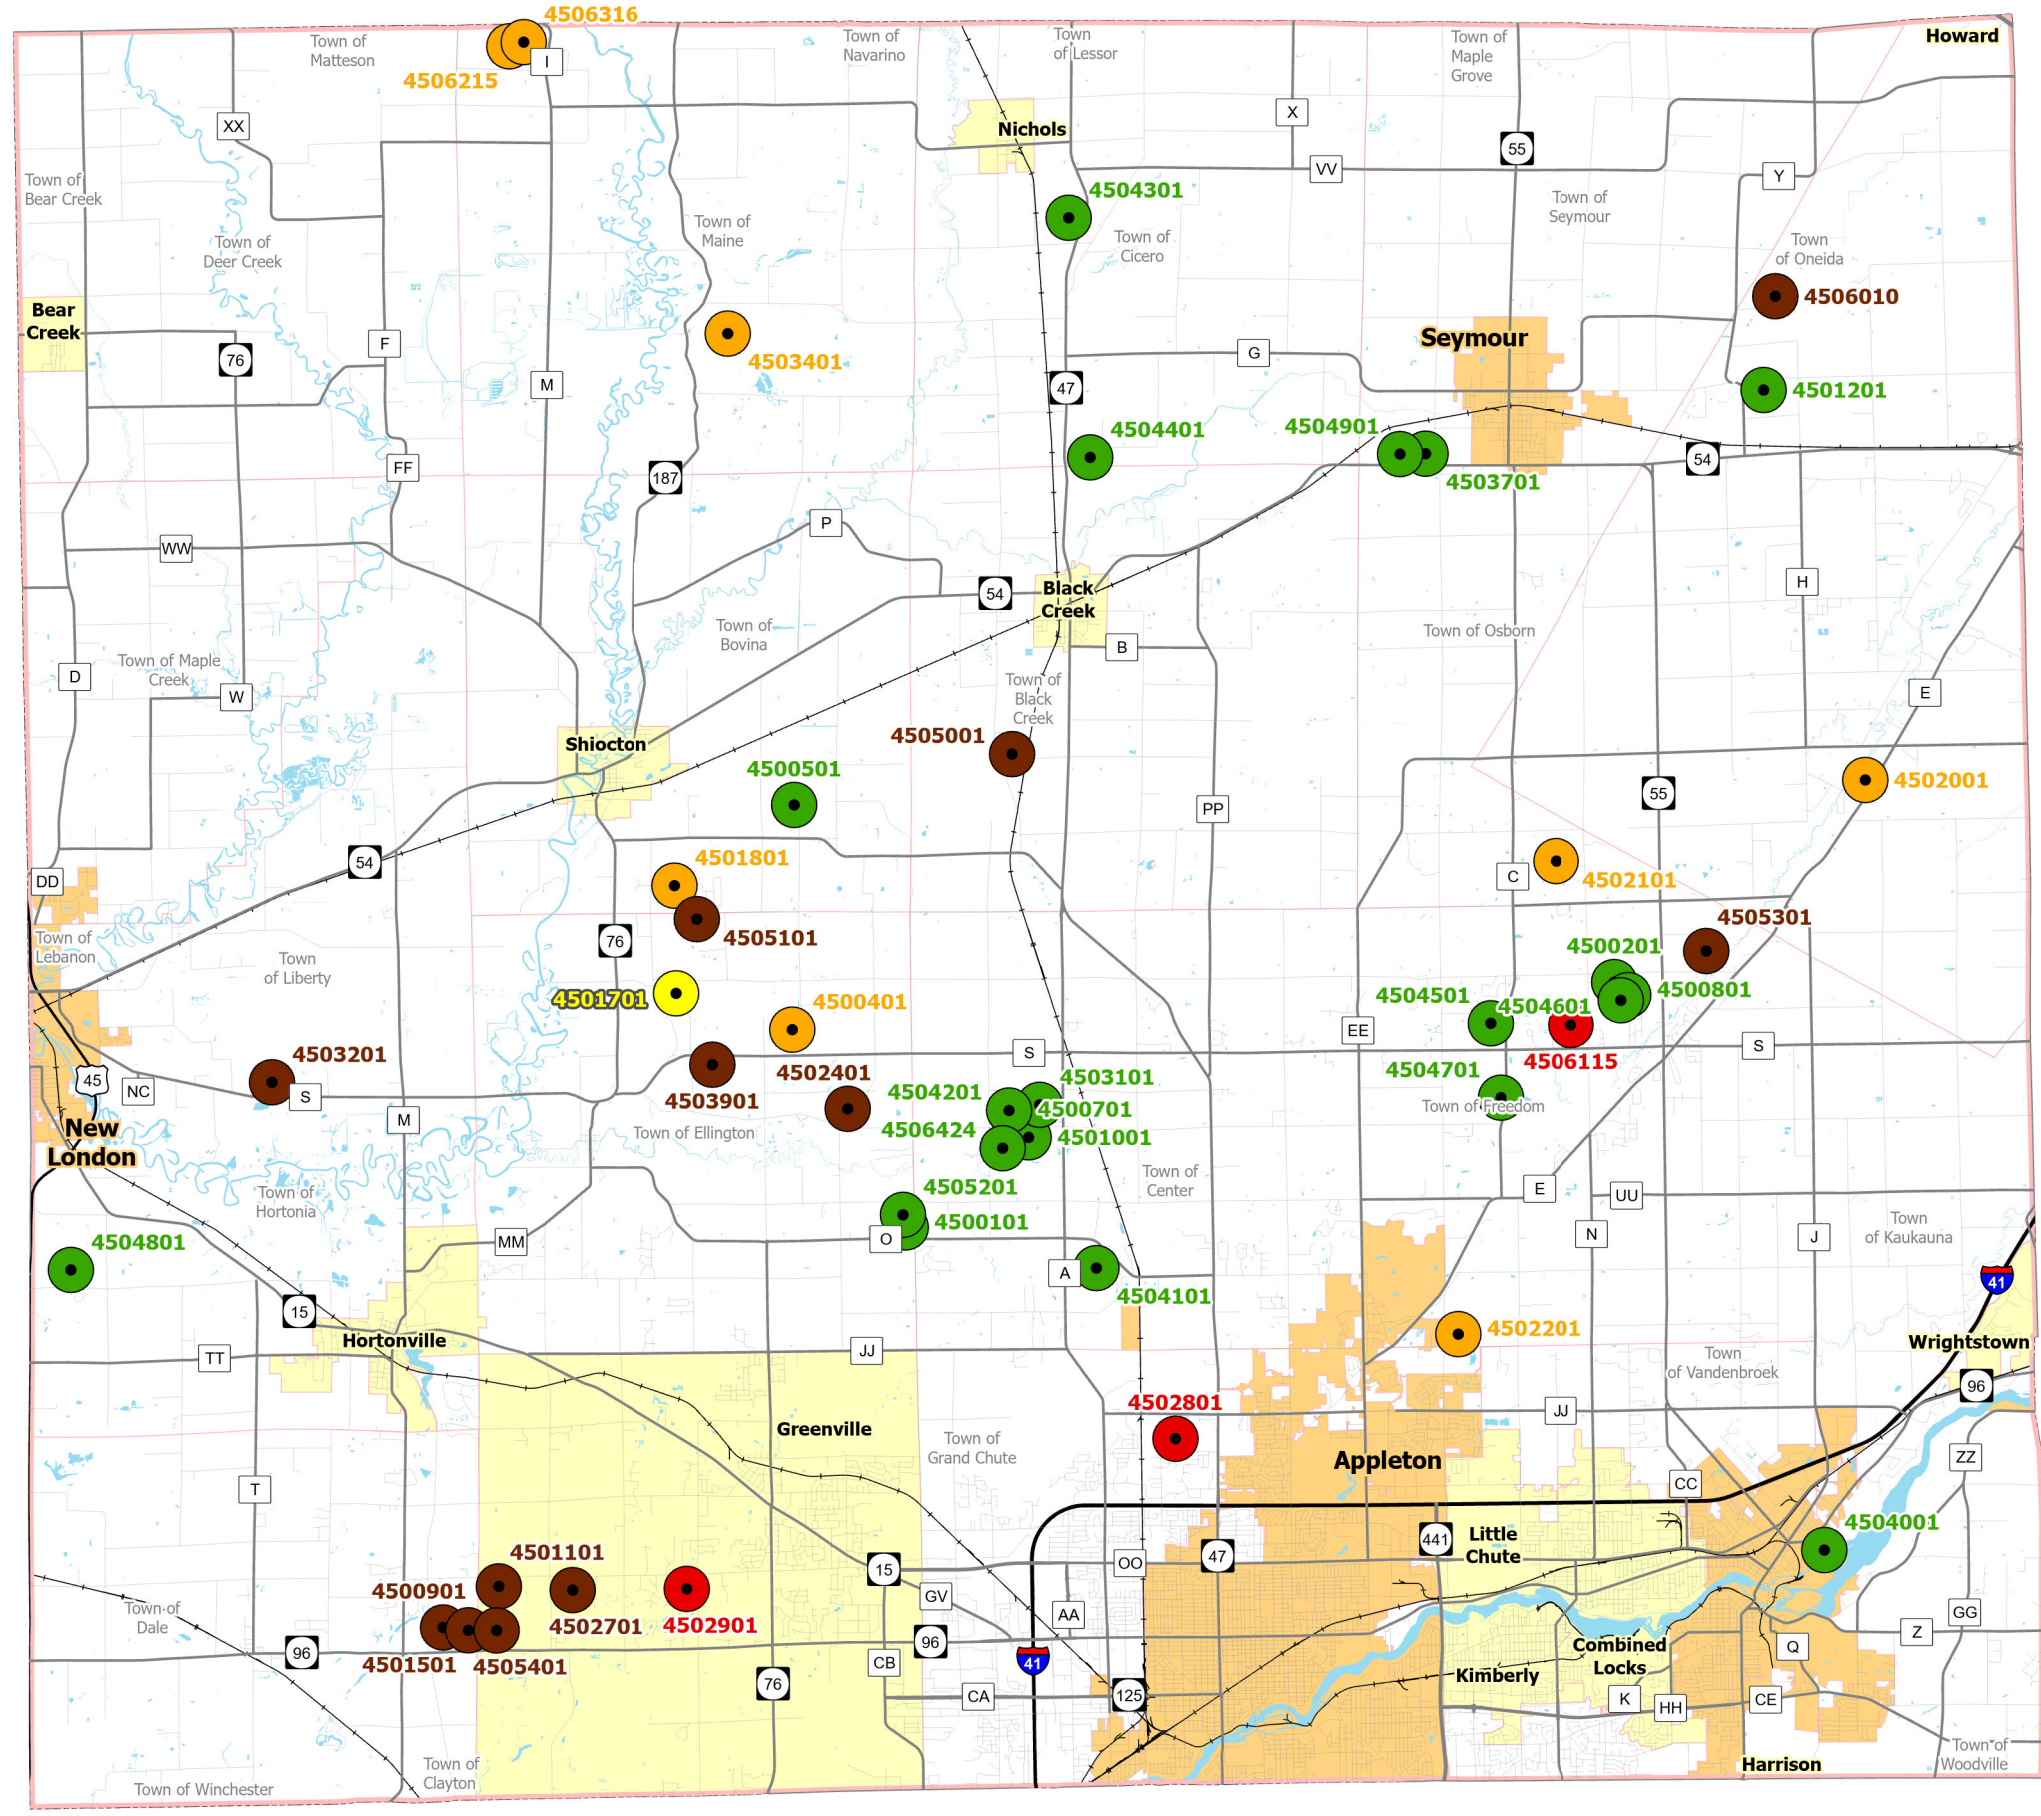 4506316
Town of
Matteson
Town of
Navarino
Town
of Lessor
Town of
Maple
Grove
Howard
I
4506215
XX
Nichols
X
55
Town of
Bear Creek
VV
Y
4504301
Town of
Seymour
Town of
Deer Creek
Town of
Maine
Town of
Cicero
Town
of Oneida
4506010
Bear
Creek
F
76
M
4503401
G
Seymour
47
4501201
4504401
4504901
FF
187
4503701
54
P
WW
54
Black
Creek
H
B
Town of
Bovina
Town of Osborn
Town of Maple
Creek
D
W
Town of
Black
Creek
E
Shiocton
4505001
4500501
4502001
55
PP
54
4501801
4502101
DD
C
4505301
Town of
Lebanon
76
4505101
4500201
Town
of Liberty
4501701
4500401
4504501
4504601
4500801
EE
S
S
4506115
4503201
45
NC
S
4502401
4503901
4504201
4503101
4500701
4504701
Town of Freedom
M
New
London
Town of Ellington
4506424
4501001
Town of
Center
Town of
Hortonia
4505201
4500101
E
UU
Town
of Kaukauna
4504801
MM
O
N
J
A
4504101
41
15
Hortonville
4502201
Wrightstown
TT
JJ
Town
of Vandenbroek
96
4502801
JJ
Greenville
Town of
Grand Chute
Appleton
ZZ
T
CC
4504001
4501101
4500901
15
OO
47
441
Little
Chute
GV
Town of
Dale
4502701
4502901
AA
GG
96
4501501
4505401
96
41
CB
Combined
Locks
Kimberly
Q
Z
76
CA
125
K
HH
CE
Town of
Clayton
Town of Winchester
Harrison
Town of
Woodville